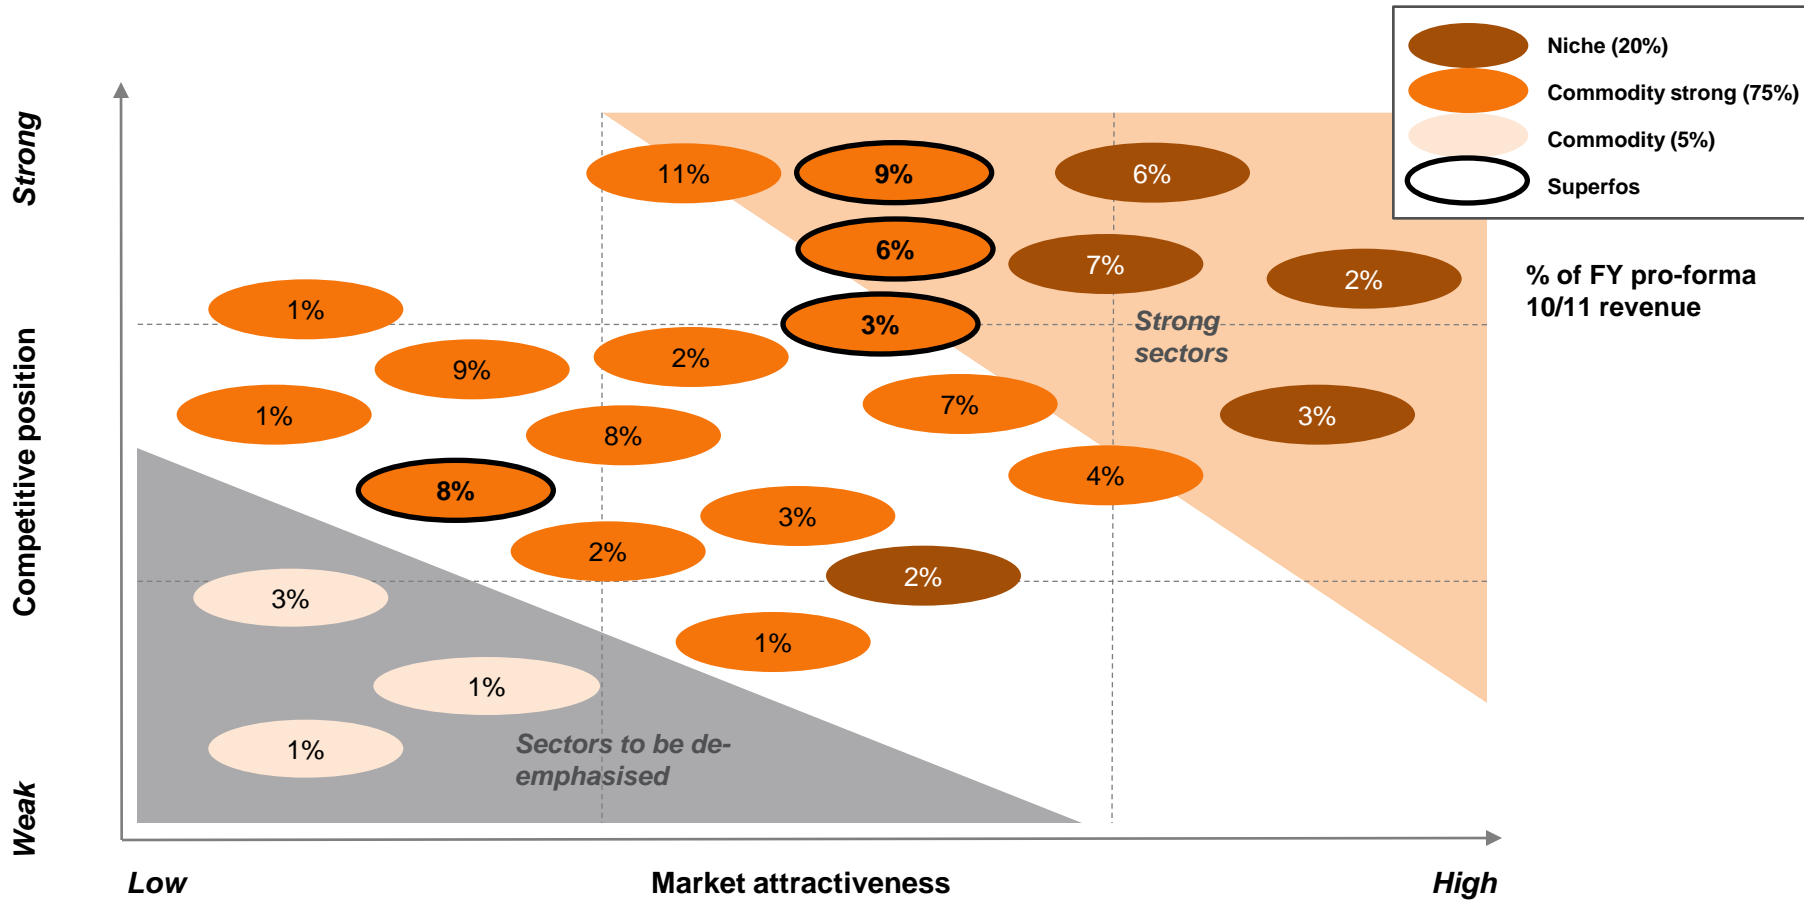 Niche (20%)
Commodity strong (75%)
Commodity (5%)
Superfos
% of FY pro-forma
10/11 revenue
Strong
Competitive position
Weak
11%
9%
6%
6%
7%
2%
1%
3%
Strong
sectors
2%
9%
1%
7%
3%
8%
4%
8%
3%
2%
2%
3%
1%
1%
1%
Sectors to be de-
emphasised
Low
Market attractiveness
High